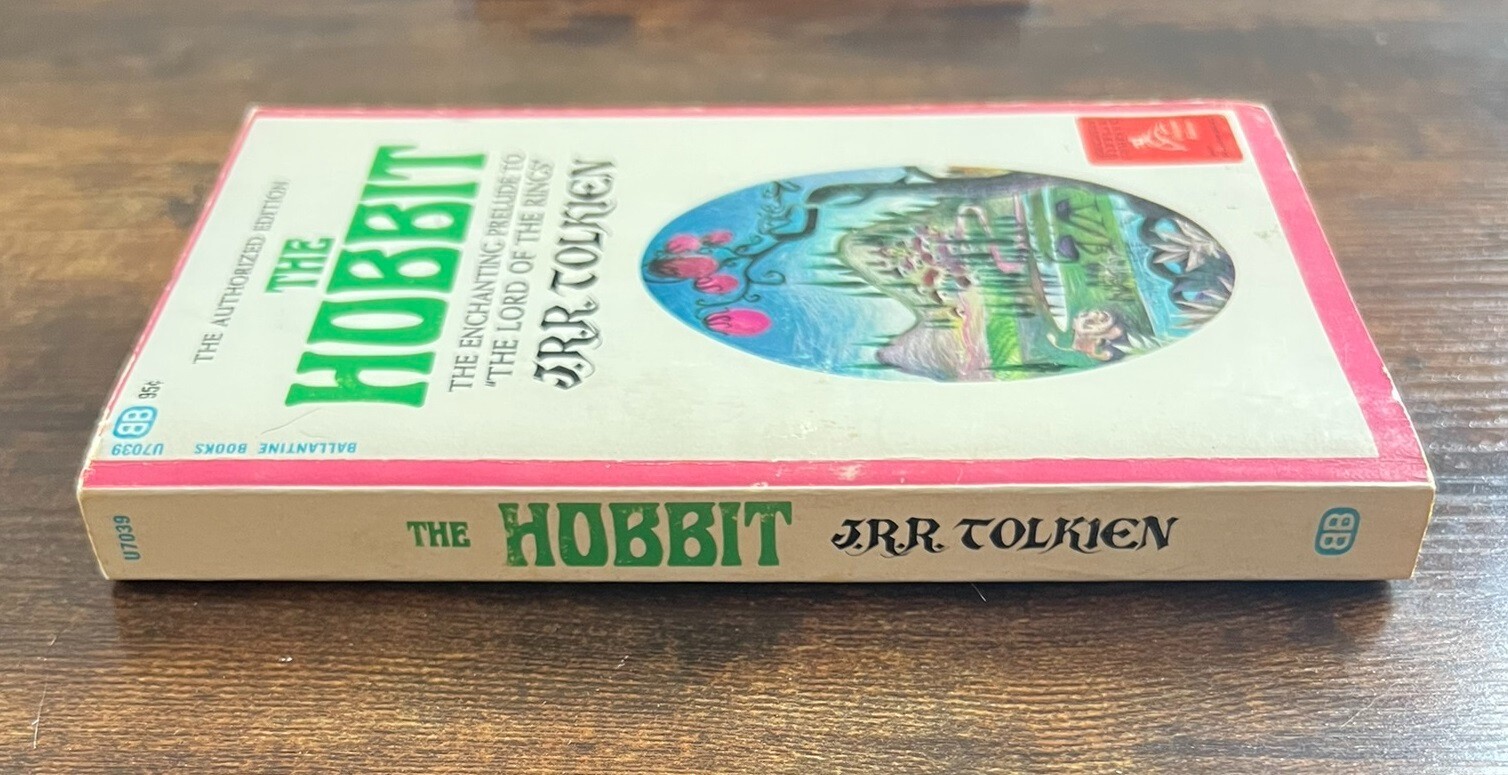 THE AUTHORIZED EDITION
THE
HOBBIT
THE ENCHANTING PRELUDE TO
"THE LORD OF THE RINGS"
J.R.R. TOLKIEN
BB
95¢
U7039
BALLANTINE BOOKS
U7039
THE HOBBIT
J.R.R. TOLKIEN
BB